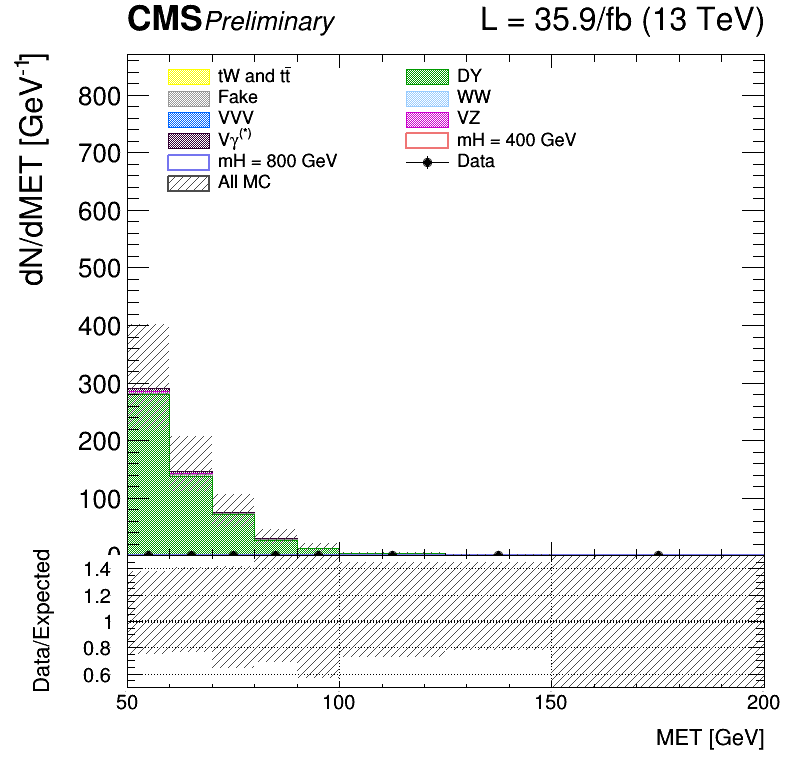 CMS Preliminary L = 35.9/fb (13 TeV)
dN/dMET [GeV⁻¹]
tW and tt̄ DY
Fake WW
VVV VZ
Vγ(*) mH = 400 GeV
mH = 800 GeV Data
All MC
800
700
600
500
400
300
200
100
0
Data/Expected
1.4
1.2
1
0.8
0.6
50 100 150 200
MET [GeV]